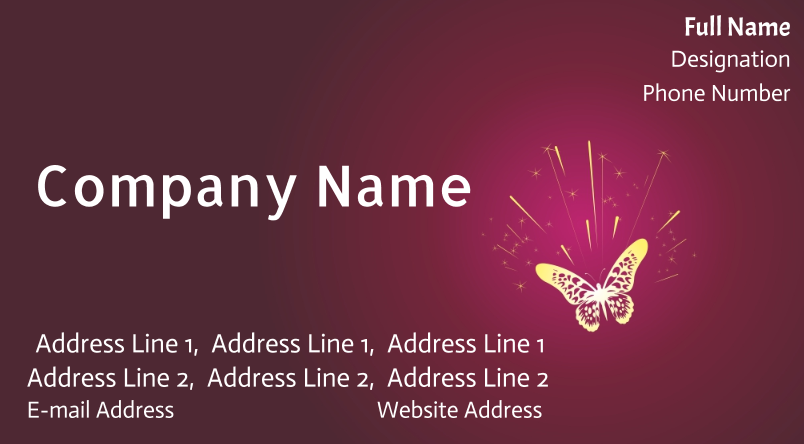 Full Name
Designation
Phone Number
Company Name
Address Line 1, Address Line 1, Address Line 1
Address Line 2, Address Line 2, Address Line 2
E-mail Address Website Address